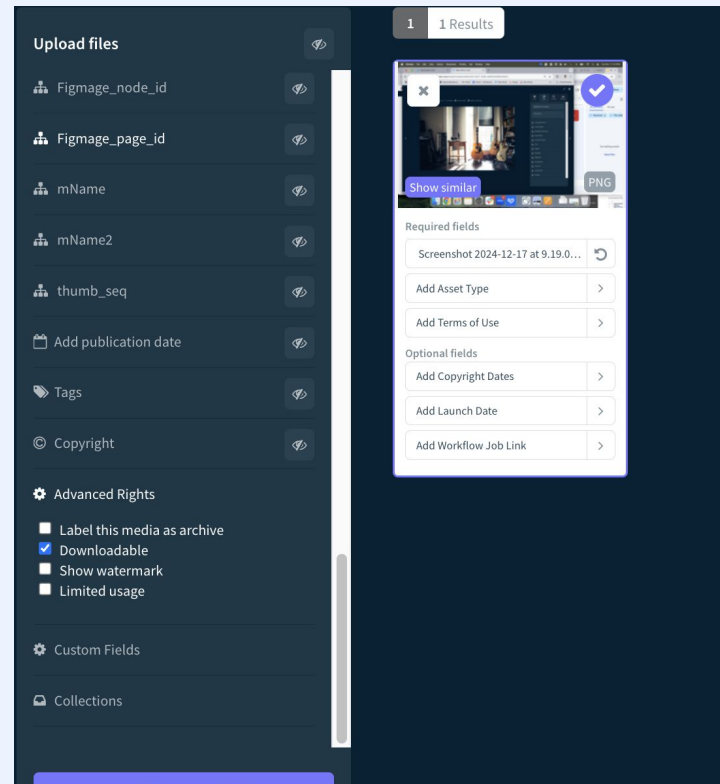 Upload files
Figmage_node_id
Figmage_page_id
mName
mName2
thumb_seq
Add publication date
Tags
Copyright
Advanced Rights
Label this media as archive
Downloadable
Show watermark
Limited usage
Custom Fields
Collections
1 1 Results
Show similar
PNG
Required fields
Screenshot 2024-12-17 at 9.19.0...
Add Asset Type
Add Terms of Use
Optional fields
Add Copyright Dates
Add Launch Date
Add Workflow Job Link